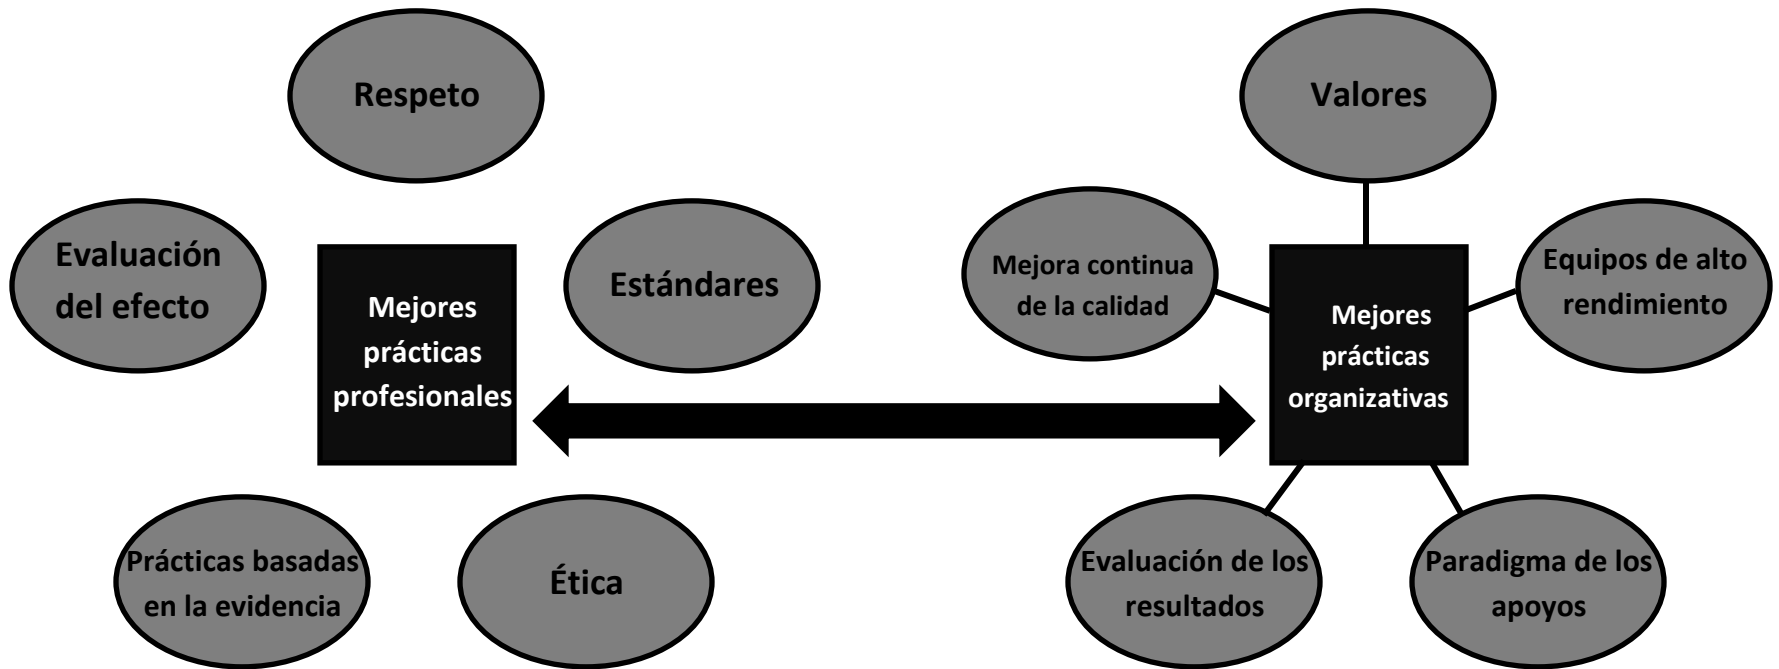 Respeto
Evaluación
del efecto
Estándares
Mejores
prácticas
profesionales
Prácticas basadas
en la evidencia
Ética
Valores
Mejora continua
de la calidad
Equipos de alto
rendimiento
Mejores
prácticas
organizativas
Evaluación de los
resultados
Paradigma de los
apoyos